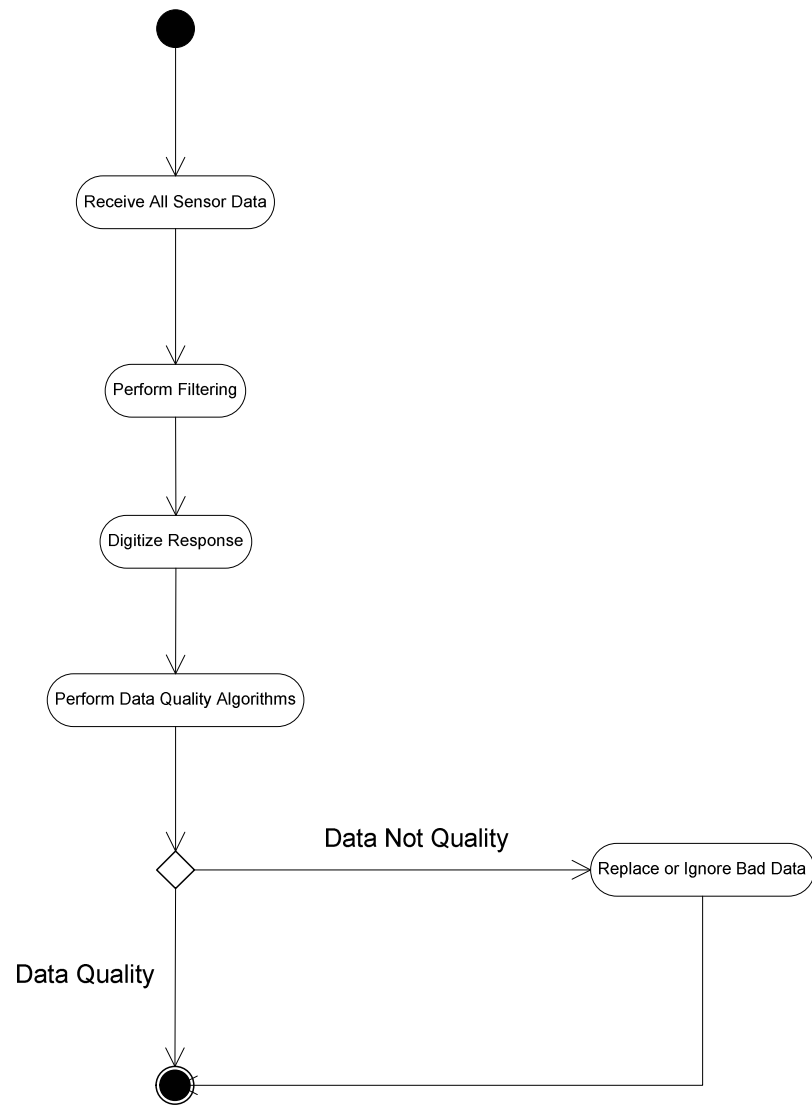 Receive All Sensor Data
Perform Filtering
Digitize Response
Perform Data Quality Algorithms
Data Not Quality
Replace or Ignore Bad Data
Data Quality